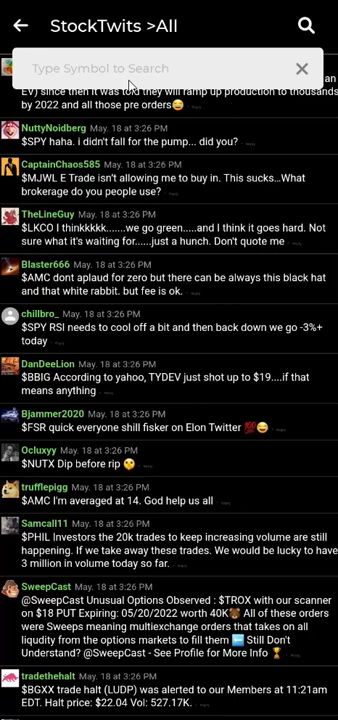 StockTwits >All
Type Symbol to Search
an
EV) since then it was told they will ramp up production to thousands
by 2022 and all those pre orders😅
NuttyNoidberg May. 18 at 3:26 PM
$SPY haha. i didn't fall for the pump... did you?
CaptainChaos585 May. 18 at 3:26 PM
$MJWL E Trade isn't allowing me to buy in. This sucks...What
brokerage do you people use?
TheLineGuy May. 18 at 3:26 PM
$LKCO I thinkkkkk.......we go green.....and I think it goes hard. Not
sure what it's waiting for......just a hunch. Don't quote me
Blaster666 May. 18 at 3:26 PM
$AMC dont aplaud for zero but there can be always this black hat
and that white rabbit. but fee is ok.
chillbro_ May. 18 at 3:26 PM
$SPY RSI needs to cool off a bit and then back down we go -3%+
today
DanDeeLion May. 18 at 3:26 PM
$BBIG According to yahoo, TYDEV just shot up to $19....if that
means anything
Bjammer2020 May. 18 at 3:26 PM
$FSR quick everyone shill fisker on Elon Twitter 💯😂
Ocluxyy May. 18 at 3:26 PM
$NUTX Dip before rip 🤫
trufflepigg May. 18 at 3:26 PM
$AMC I'm averaged at 14. God help us all
Samcall11 May. 18 at 3:26 PM
$PHIL Investors the 20k trades to keep increasing volume are still
happening. If we take away these trades. We would be lucky to have
3 million in volume today so far.
SweepCast May. 18 at 3:26 PM
@SweepCast Unusual Options Observed : $TROX with our scanner
on $18 PUT Expiring: 05/20/2022 worth 40K🐻 All of these orders
were Sweeps meaning multiexchange orders that takes on all
liqudity from the options markets to fill them ➡️ Still Don't
Understand? @SweepCast - See Profile for More Info 🏆
tradethehalt May. 18 at 3:26 PM
$BGXX trade halt (LUDP) was alerted to our Members at 11:21am
EDT. Halt price: $22.04 Vol: 527.17K.